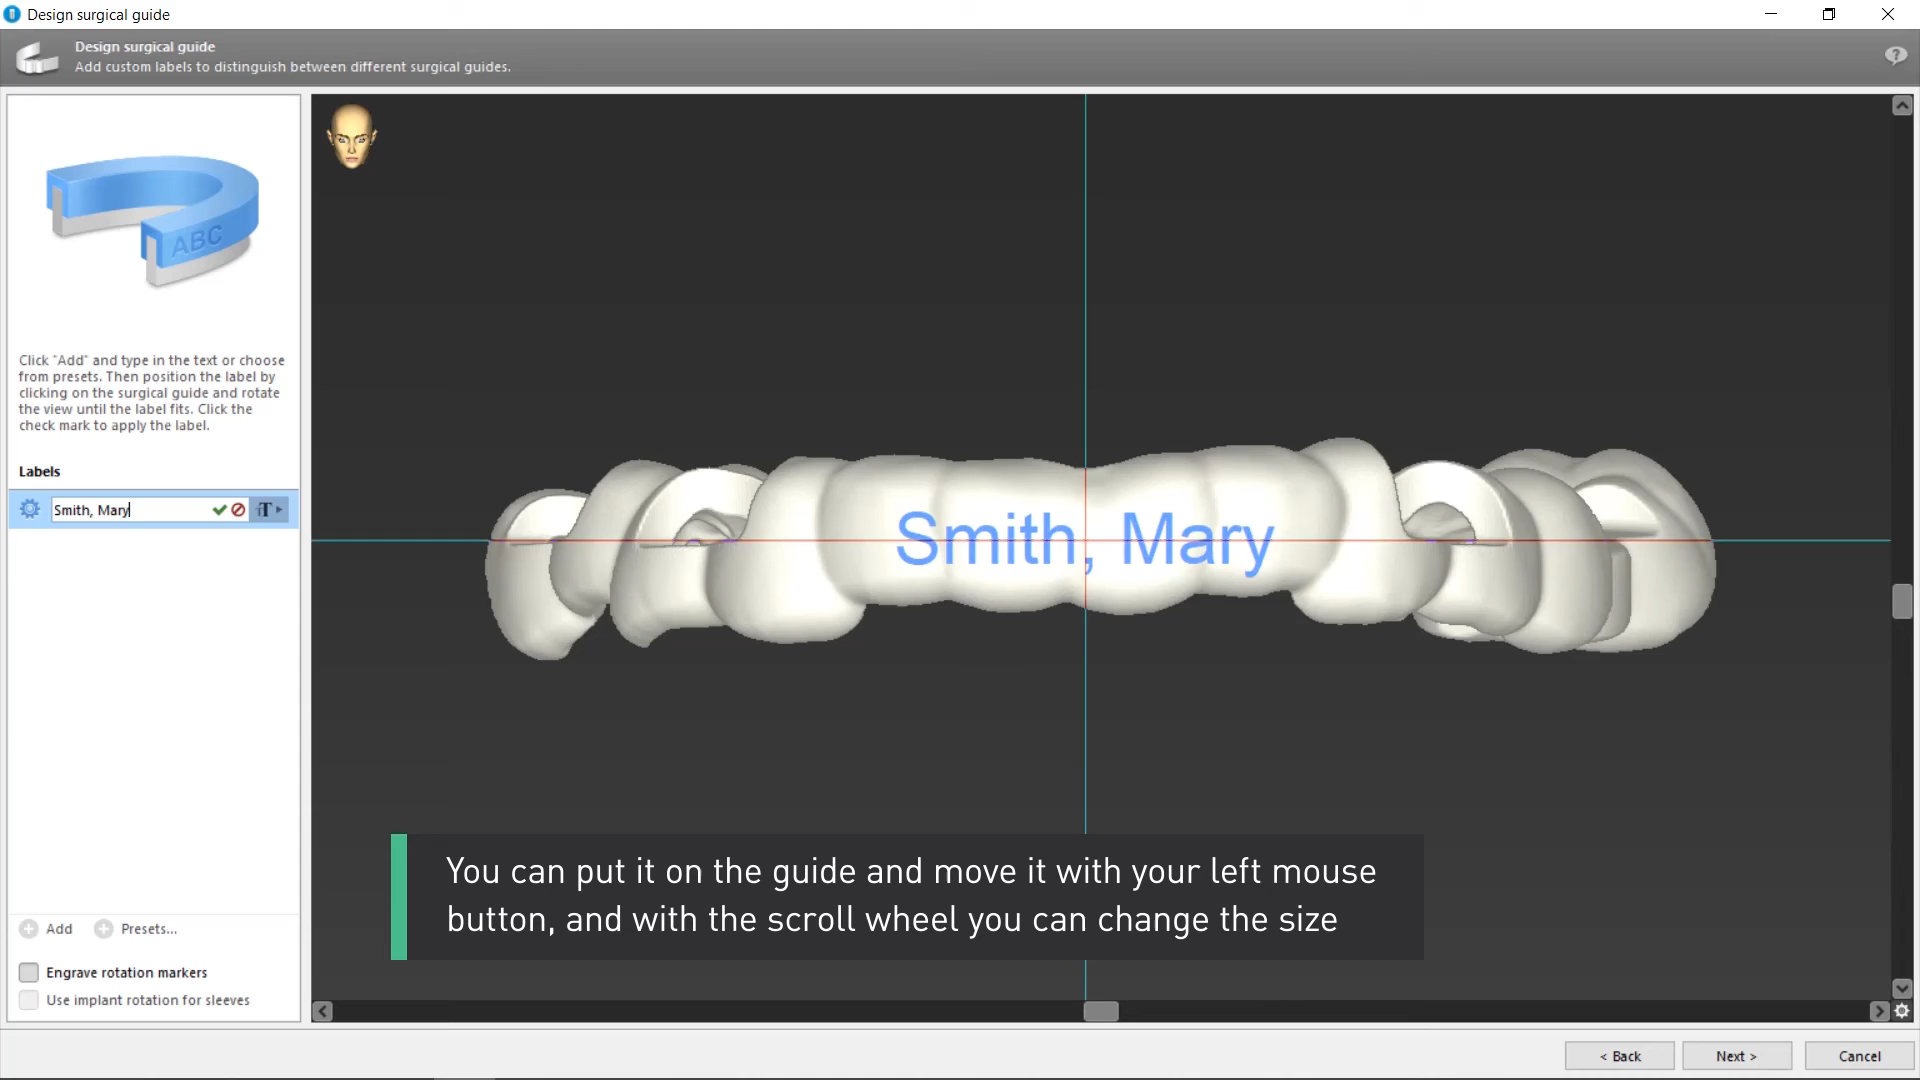 Design surgical guide
Design surgical guide
Add custom labels to distinguish between different surgical guides.
ABC
Click "Add" and type in the text or choose
from presets. Then position the label by
clicking on the surgical guide and rotate
the view until the label fits. Click the
check mark to apply the label.
Labels
Smith, Mary
Smith, Mary
You can put it on the guide and move it with your left mouse
button, and with the scroll wheel you can change the size
Add Presets...
Engrave rotation markers
Use implant rotation for sleeves
< Back Next > Cancel